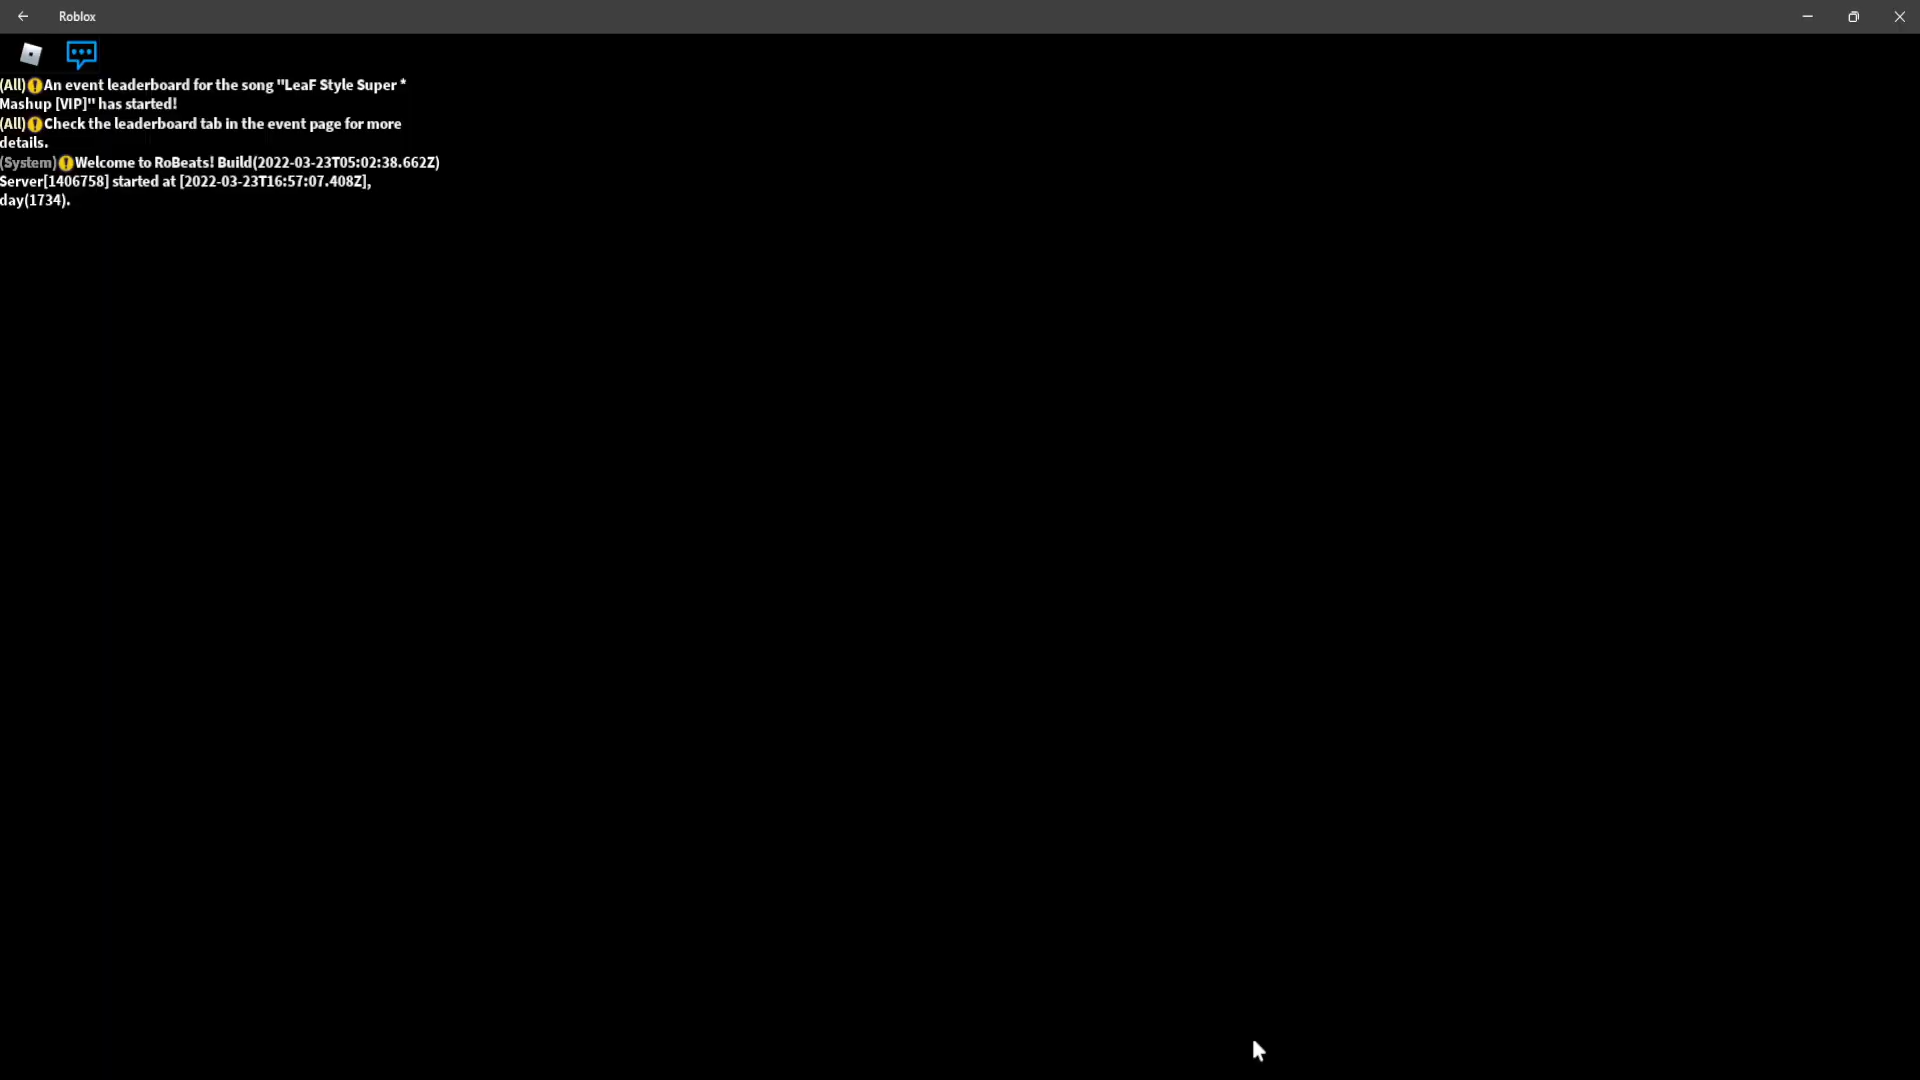 Roblox
(All) An event leaderboard for the song "LeaF Style Super *
Mashup [VIP]" has started!
(All) Check the leaderboard tab in the event page for more
details.
(System) Welcome to RoBeats! Build(2022-03-23T05:02:38.662Z)
Server[1406758] started at [2022-03-23T16:57:07.408Z],
day(1734).